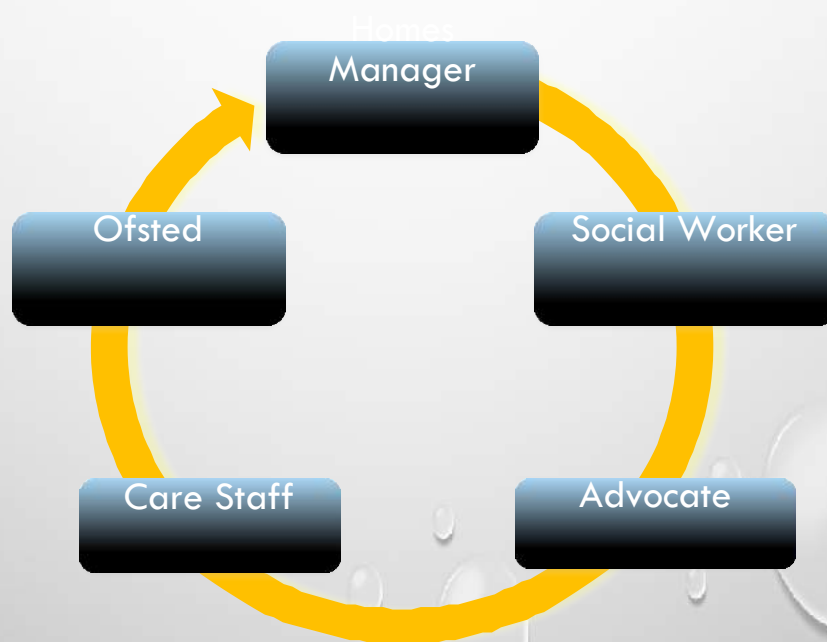 Homes
Manager
Ofsted
Social Worker
Care Staff
Advocate